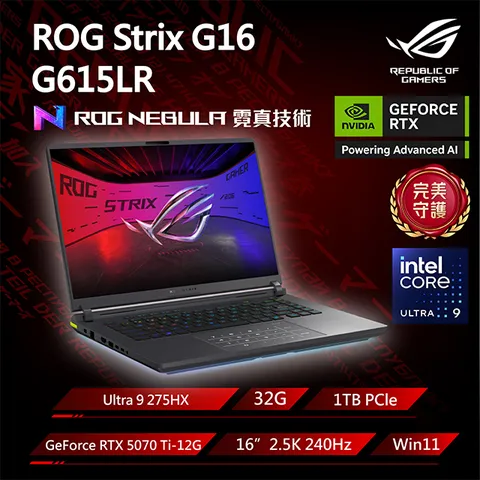 ROG Strix G16
G615LR
REPUBLIC OF
GAMERS
ROG NEBULA 霓真技術
NVIDIA
GEFORCE
RTX
Powering Advanced AI
完美
守護
intel
CORE
ULTRA 9
ROG
STRIX
GAMER
Ultra 9 275HX
32G
1TB PCIe
GeForce RTX 5070 Ti-12G
16” 2.5K 240Hz
Win11